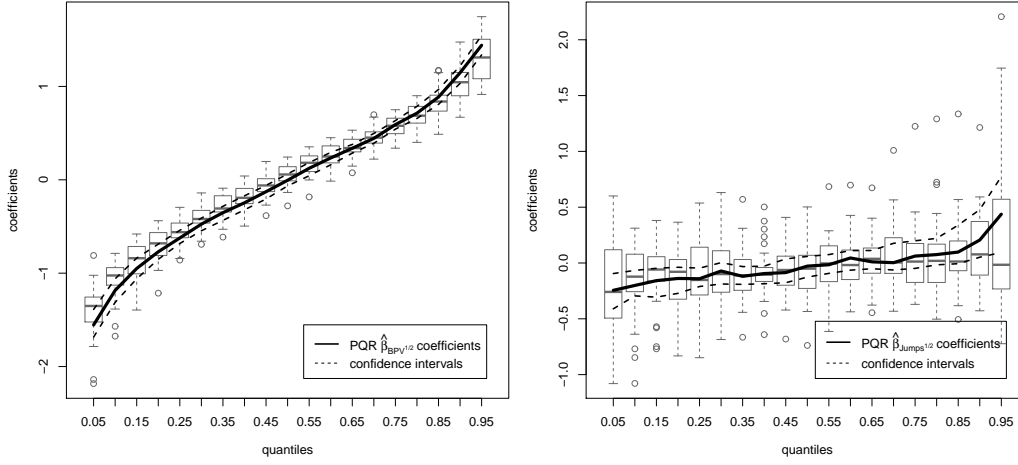 1
0
−1
−2
coefficients
0.05 0.15 0.25 0.35 0.45 0.55 0.65 0.75 0.85 0.95
quantiles
PQR β̂BPV1/2 coefficients
confidence intervals
2.0
1.5
1.0
0.5
0.0
−0.5
−1.0
coefficients
0.05 0.15 0.25 0.35 0.45 0.55 0.65 0.75 0.85 0.95
quantiles
PQR β̂Jumps1/2 coefficients
confidence intervals